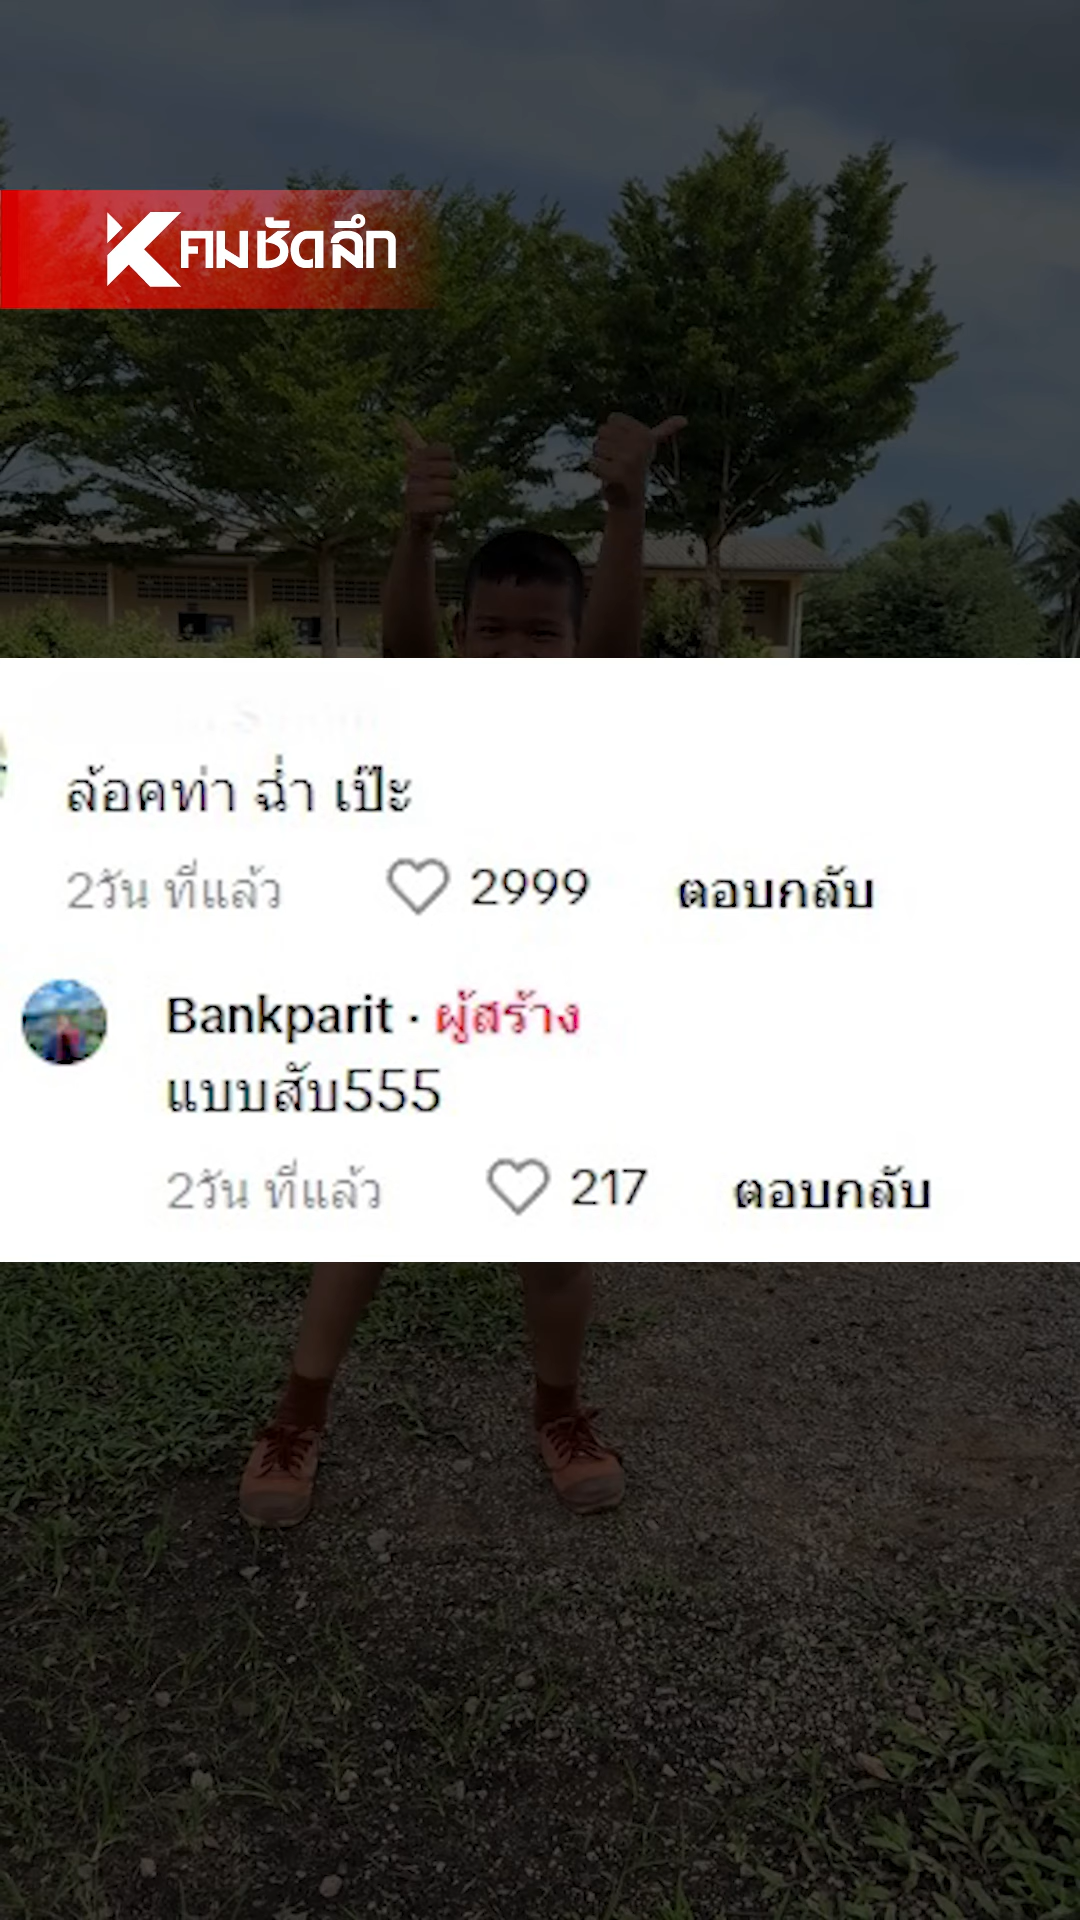 คมชัดลึก
ล้อคท่า ฉ่ำ เป๊ะ
2วัน ที่แล้ว 2999 ตอบกลับ
Bankparit · ผู้สร้าง
แบบสับ555
2วัน ที่แล้ว 217 ตอบกลับ